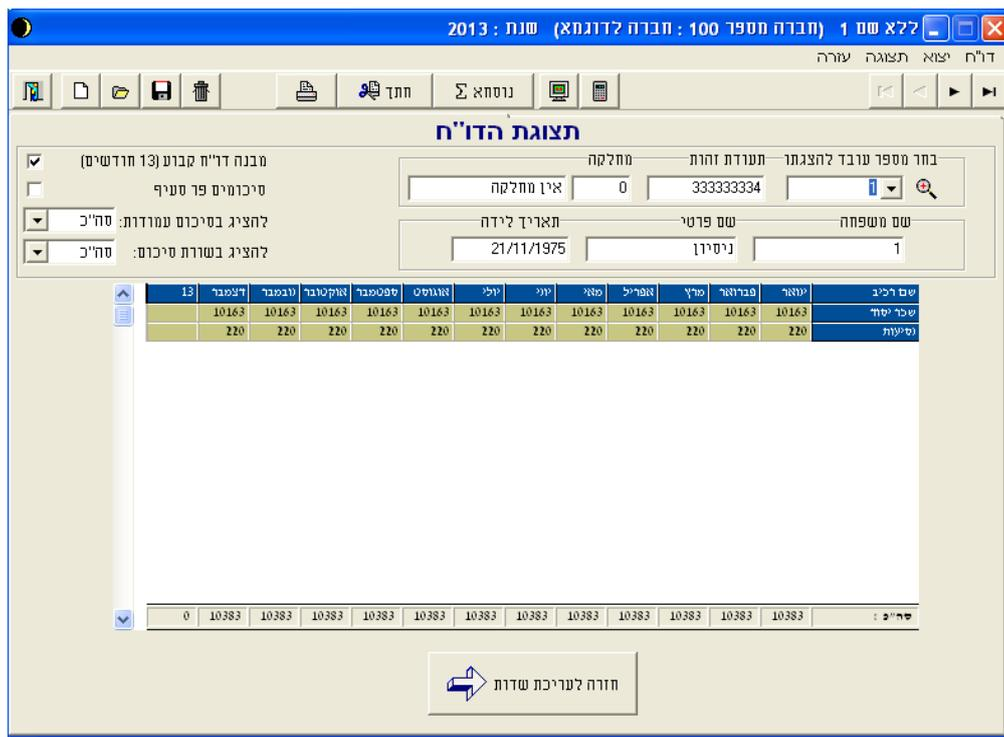 ללא שם 1 (חברה מספר 100 : חברה לדוגמא) שנת : 2013
דו"ח יצוא תצוגה עזרה
נוסחא Σ חתך
תצוגת הדו"ח
בחר מספר עובד להצגתו תעודת זהות מחלקה
1 333333334 0 אין מחלקה
שם משפחה שם פרטי תאריך לידה
1 ניסיון 21/11/1975
מבנה דו"ח קבוע (13 חודשים)
סיכומים פר סעיף
להציג בסיכום עמודות: סה"כ
להציג בשורת סיכום: סה"כ
שם רכיב ינואר פברואר מרץ אפריל מאי יוני יולי אוגוסט ספטמבר אוקטובר נובמבר דצמבר 13
שכר יסוד 10163 10163 10163 10163 10163 10163 10163 10163 10163 10163 10163 10163
נסיעות 220 220 220 220 220 220 220 220 220 220 220 220
סה"כ : 10383 10383 10383 10383 10383 10383 10383 10383 10383 10383 10383 10383 0
חזרה לעריכת שדות